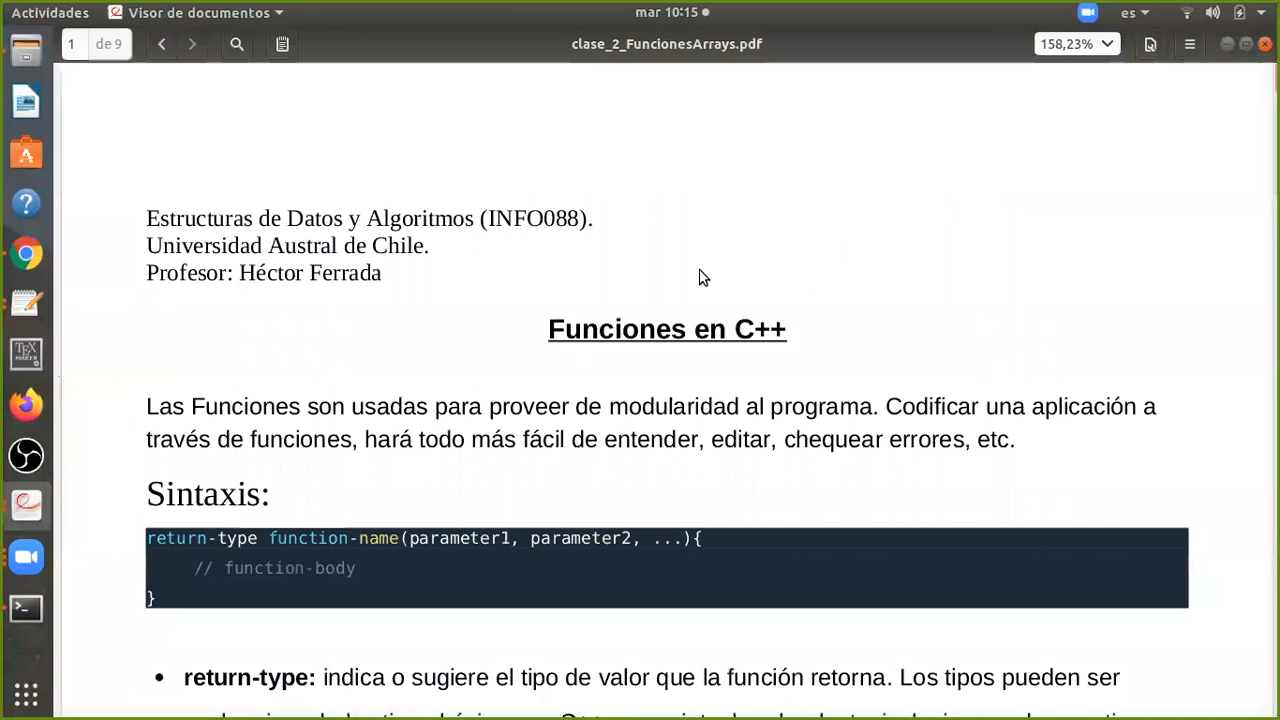 Actividades Visor de documentos mar 10:15 es
1 de 9 clase_2_FuncionesArrays.pdf 158,23%
Estructuras de Datos y Algoritmos (INFO088).
Universidad Austral de Chile.
Profesor: Héctor Ferrada
Funciones en C++
Las Funciones son usadas para proveer de modularidad al programa. Codificar una aplicación a
través de funciones, hará todo más fácil de entender, editar, chequear errores, etc.
Sintaxis:
return-type function-name(parameter1, parameter2, ...){
// function-body
}
• return-type: indica o sugiere el tipo de valor que la función retorna. Los tipos pueden ser